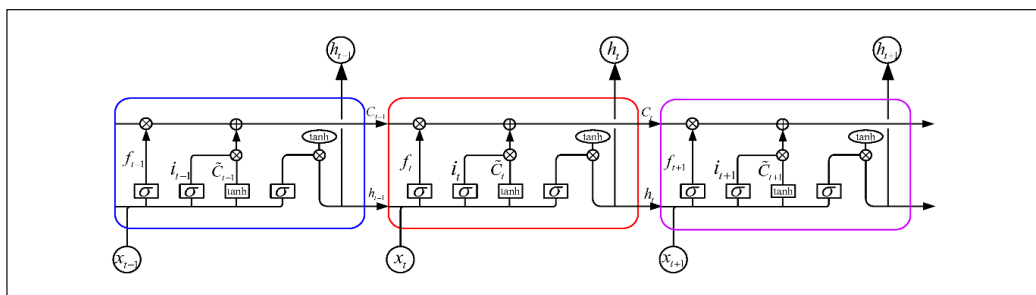 h_{t-1} h_t h_{t+1}
C_{t-1} C_t
tanh tanh tanh
f_{t-1} i_{t-1} C̃_{t-1} f_t i_t C̃_t f_{t+1} i_{t+1} C̃_{t+1}
σ σ tanh σ σ σ tanh σ σ σ tanh σ
h_{t-1} h_t
x_{t-1} x_t x_{t+1}